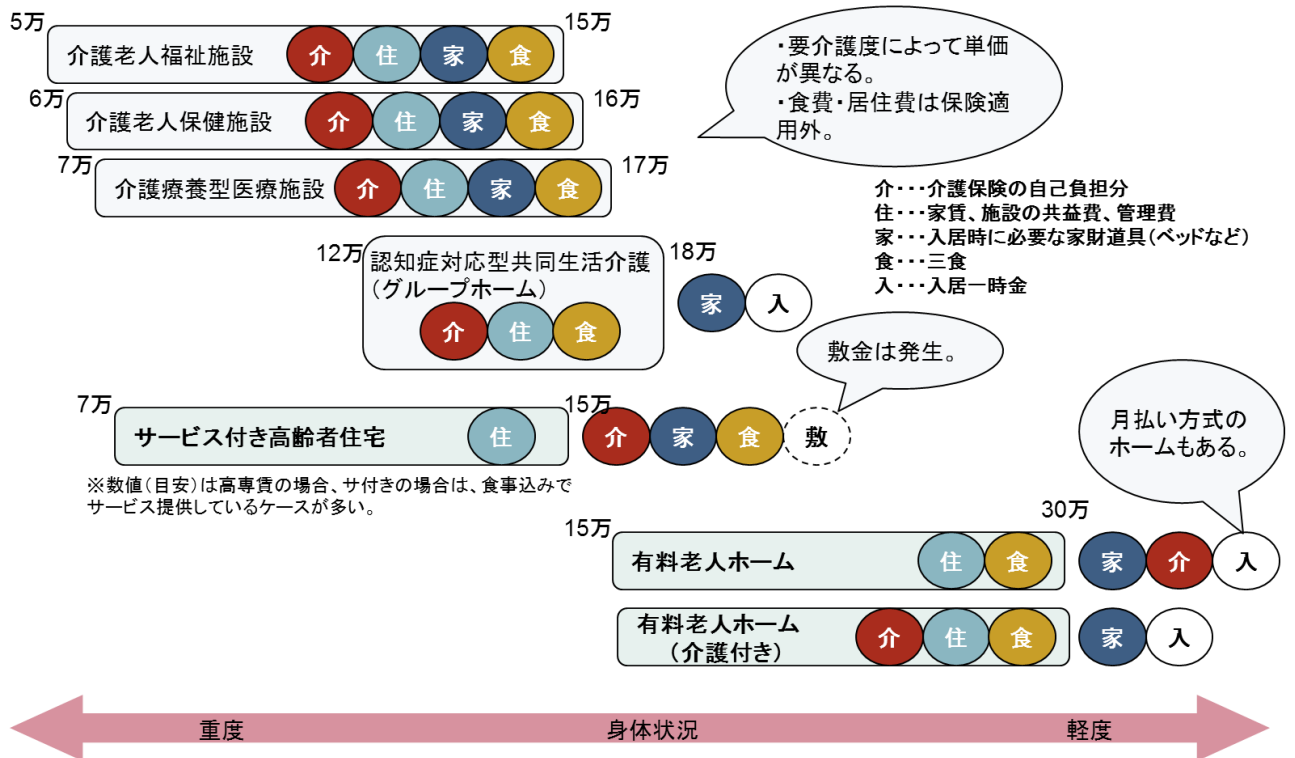 5万
15万
介護老人福祉施設 介 住 家 食
6万
16万
介護老人保健施設 介 住 家 食
7万
17万
介護療養型医療施設 介 住 家 食
・要介護度によって単価
が異なる。
・食費・居住費は保険適
用外。
介・・・介護保険の自己負担分
住・・・家賃、施設の共益費、管理費
家・・・入居時に必要な家財道具(ベッドなど)
食・・・三食
入・・・入居一時金
12万
18万
認知症対応型共同生活介護
(グループホーム)
介 住 食
家 入
敷金は発生。
7万
15万
サービス付き高齢者住宅 住 介 家 食 敷
※数値(目安)は高専賃の場合、サ付きの場合は、食事込みで
サービス提供しているケースが多い。
月払い方式の
ホームもある。
15万
30万
有料老人ホーム 住 食 家 介 入
有料老人ホーム
(介護付き)
介 住 食 家 入
重度 身体状況 軽度